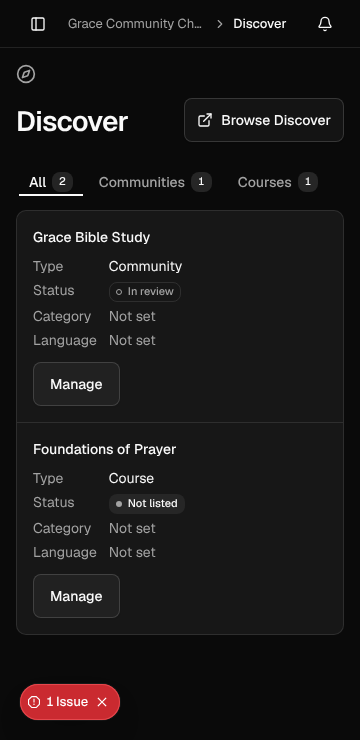 Grace Community Ch... > Discover
Discover
Browse Discover
All 2 Communities 1 Courses 1
Grace Bible Study
Type Community
Status In review
Category Not set
Language Not set
Manage
Foundations of Prayer
Type Course
Status Not listed
Category Not set
Language Not set
Manage
1 Issue